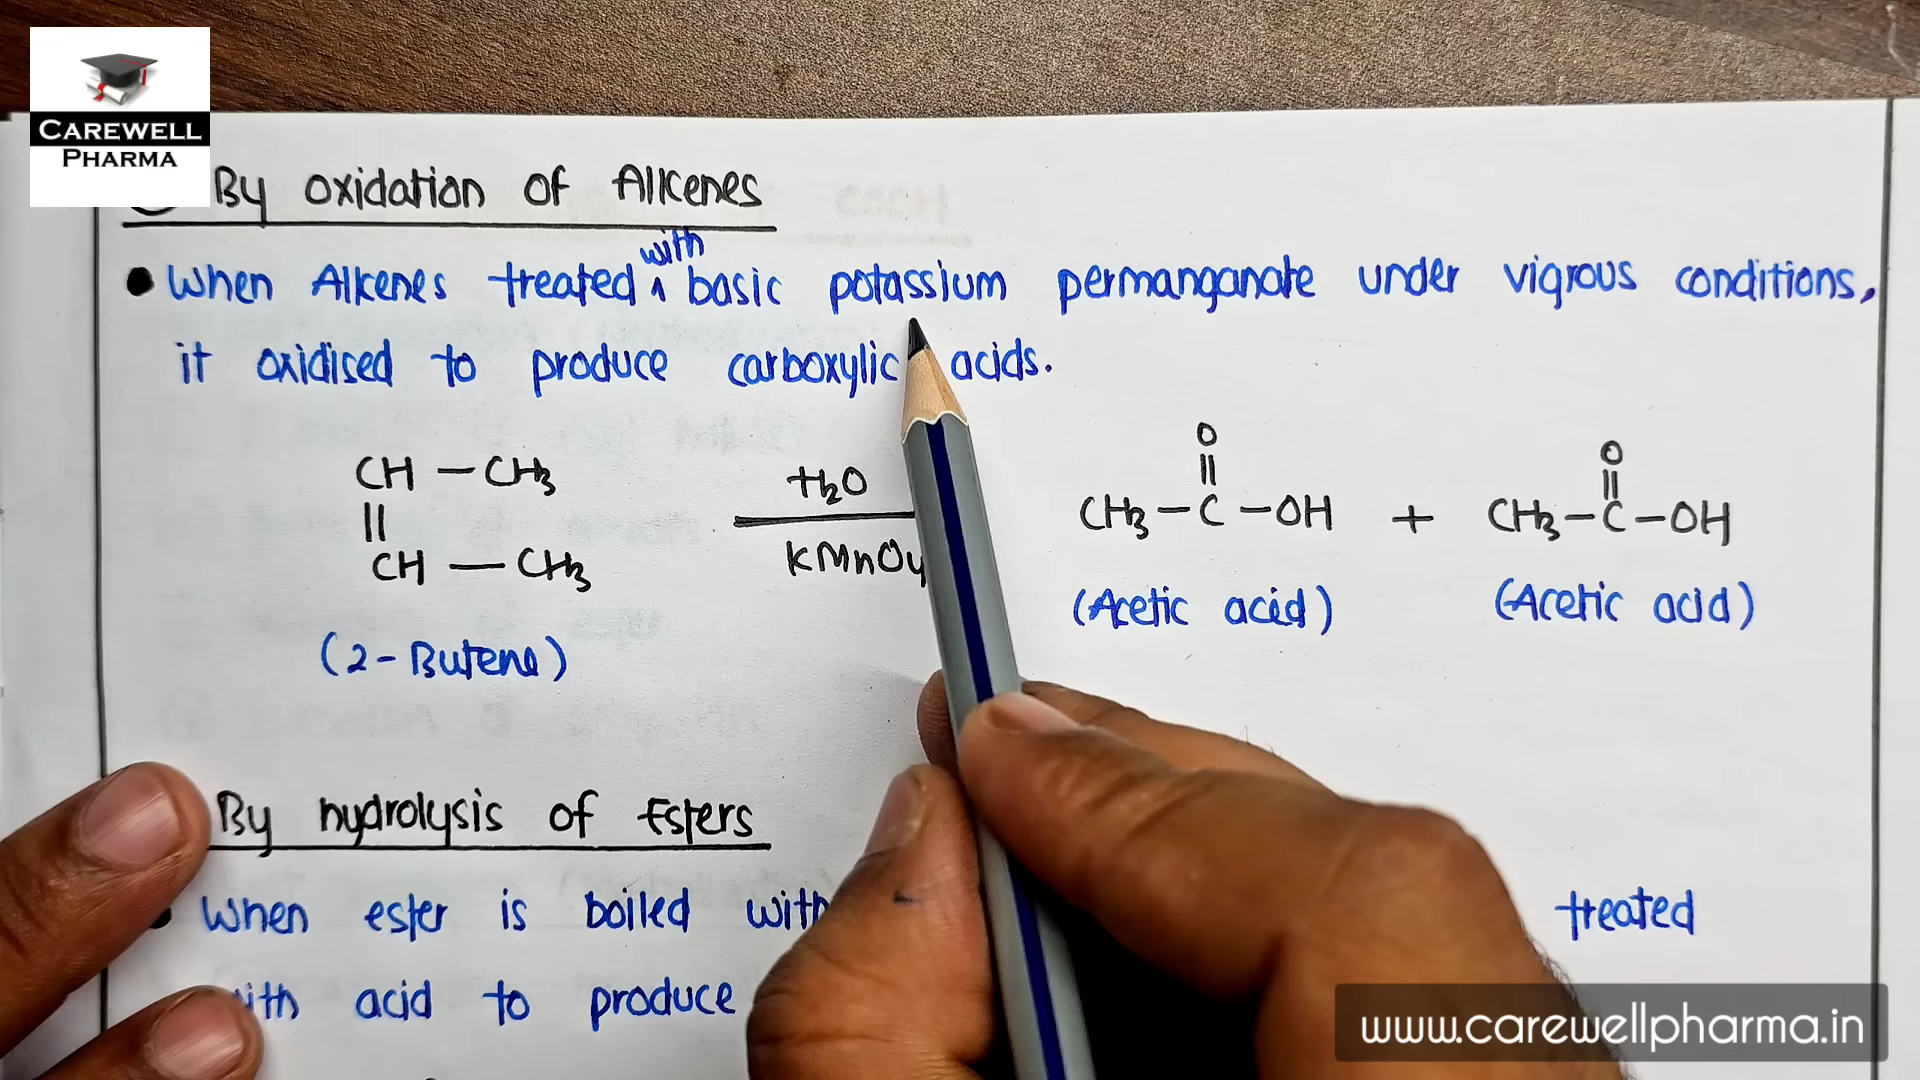 CAREWELL
PHARMA
By oxidation of Alkenes
with
When Alkenes treated ^ basic potassium permanganate under vigrous conditions,
it oxidised to produce carboxylic acids.
CH – CH3
||
CH – CH3
(2-Butene)
H2O
KMnO4
O
||
CH3 – C – OH
+
O
||
CH3 – C – OH
(Acetic acid)
(Acetic acid)
By hydrolysis of Esters
When ester is boiled with treated
with acid to produce
www.carewellpharma.in